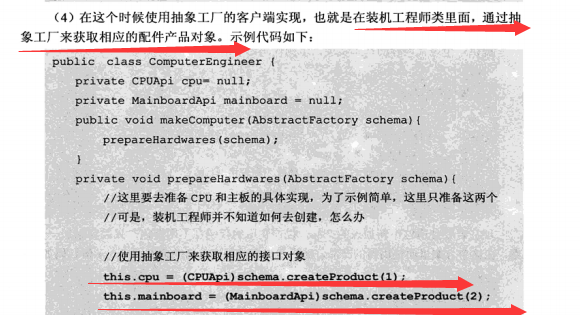 （4）在这个时候使用抽象工厂的客户端实现，也就是在装机工程师类里面，通过抽
象工厂来获取相应的配件产品对象。示例代码如下：
public class ComputerEngineer {
private CPUApi cpu= null;
private MainboardApi mainboard = null;
public void makeComputer(AbstractFactory schema){
prepareHardwares(schema);
}
private void prepareHardwares(AbstractFactory schema){
//这里要去准备 CPU 和主板的具体实现，为了示例简单，这里只准备这两个
//可是，装机工程师并不知道如何去创建，怎么办
//使用抽象工厂来获取相应的接口对象
this.cpu = (CPUApi)schema.createProduct(1);
this.mainboard = (MainboardApi)schema.createProduct(2);